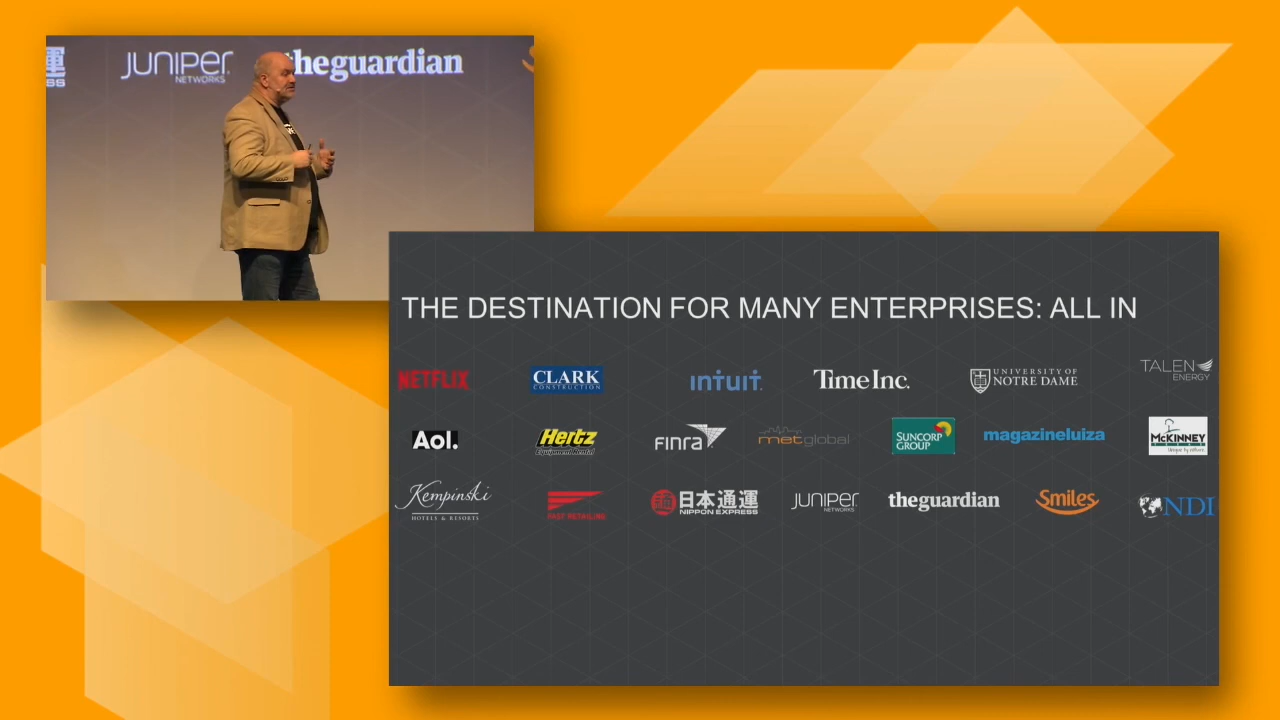 JUNIPER
NETWORKS
theguardian
THE DESTINATION FOR MANY ENTERPRISES: ALL IN
NETFLIX
CLARK
CONSTRUCTION
intuit.
Time Inc.
UNIVERSITY OF
NOTRE DAME
TALEN
ENERGY
Aol.
Hertz
Equipment Rental
finra
metglobal
SUNCORP
GROUP
magazineluiza
McKINNEY
Kempinski
HOTELS & RESORTS
FAST RETAILING
日本通運
NIPPON EXPRESS
JUNIPER
NETWORKS
theguardian
Smiles
NDI